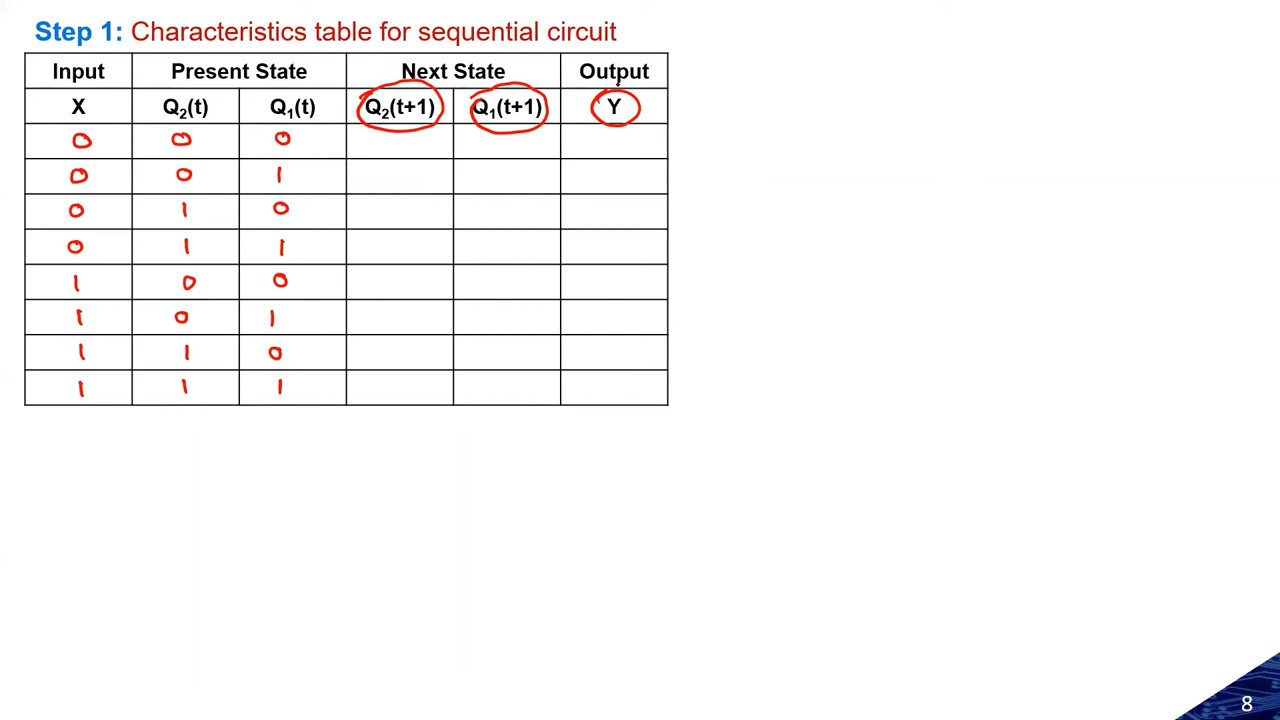 Step 1: Characteristics table for sequential circuit
Input Present State Next State Output
X Q₂(t) Q₁(t) Q₂(t+1) Q₁(t+1) Y
0 0 0
0 0 1
0 1 0
0 1 1
1 0 0
1 0 1
1 1 0
1 1 1
8